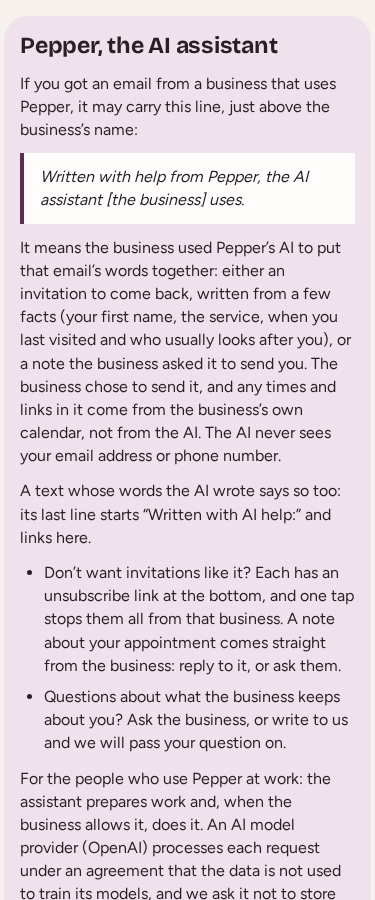 Pepper, the AI assistant
If you got an email from a business that uses
Pepper, it may carry this line, just above the
business’s name:
Written with help from Pepper, the AI
assistant [the business] uses.
It means the business used Pepper’s AI to put
that email’s words together: either an
invitation to come back, written from a few
facts (your first name, the service, when you
last visited and who usually looks after you), or
a note the business asked it to send you. The
business chose to send it, and any times and
links in it come from the business’s own
calendar, not from the AI. The AI never sees
your email address or phone number.
A text whose words the AI wrote says so too:
its last line starts “Written with AI help:” and
links here.
• Don’t want invitations like it? Each has an
unsubscribe link at the bottom, and one tap
stops them all from that business. A note
about your appointment comes straight
from the business: reply to it, or ask them.
• Questions about what the business keeps
about you? Ask the business, or write to us
and we will pass your question on.
For the people who use Pepper at work: the
assistant prepares work and, when the
business allows it, does it. An AI model
provider (OpenAI) processes each request
under an agreement that the data is not used
to train its models, and we ask it not to store